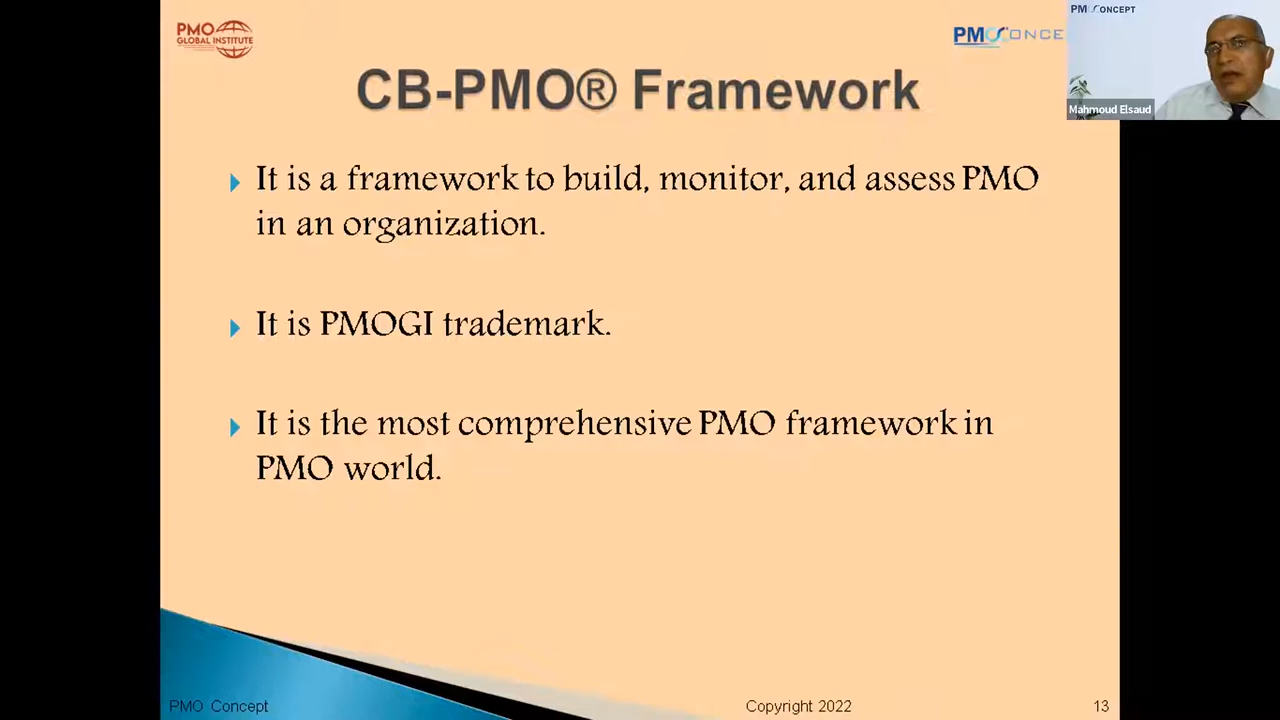 PMO
GLOBAL INSTITUTE
PMO CONCE
PM CONCEPT
Mahmoud Elsaud
CB-PMO® Framework
It is a framework to build, monitor, and assess PMO
in an organization.
It is PMOGI trademark.
It is the most comprehensive PMO framework in
PMO world.
PMO Concept
Copyright 2022
13